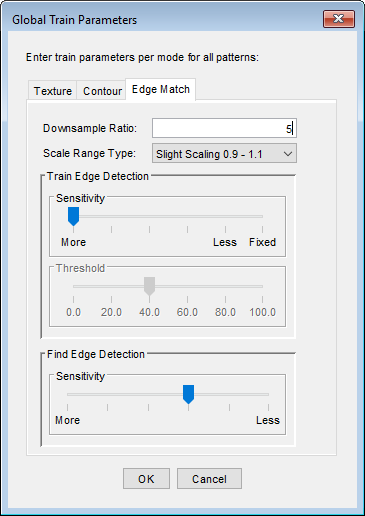 Global Train Parameters
Enter train parameters per mode for all patterns:
Texture Contour Edge Match
Downsample Ratio: 5
Scale Range Type: Slight Scaling 0.9 - 1.1
Train Edge Detection
Sensitivity
More Less Fixed
Threshold
0.0 20.0 40.0 60.0 80.0 100.0
Find Edge Detection
Sensitivity
More Less
OK Cancel